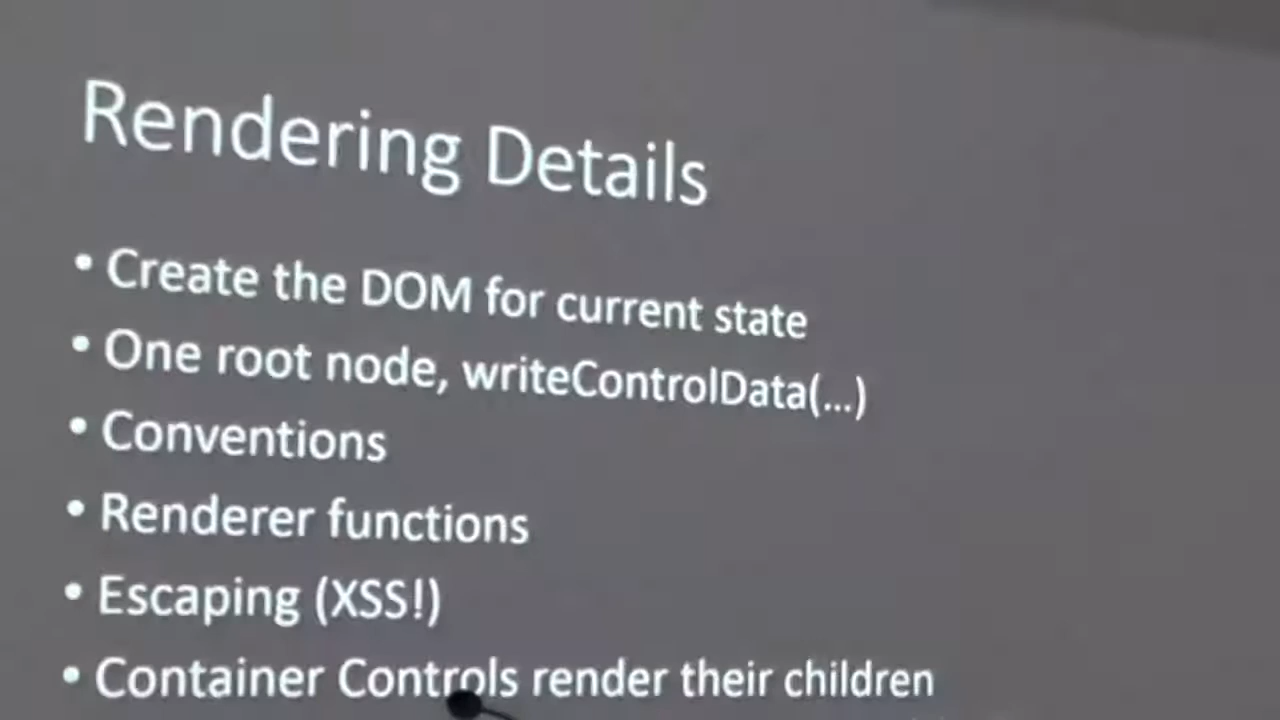 Rendering Details
• Create the DOM for current state
• One root node, writeControlData(...)
• Conventions
• Renderer functions
• Escaping (XSS!)
• Container Controls render their children